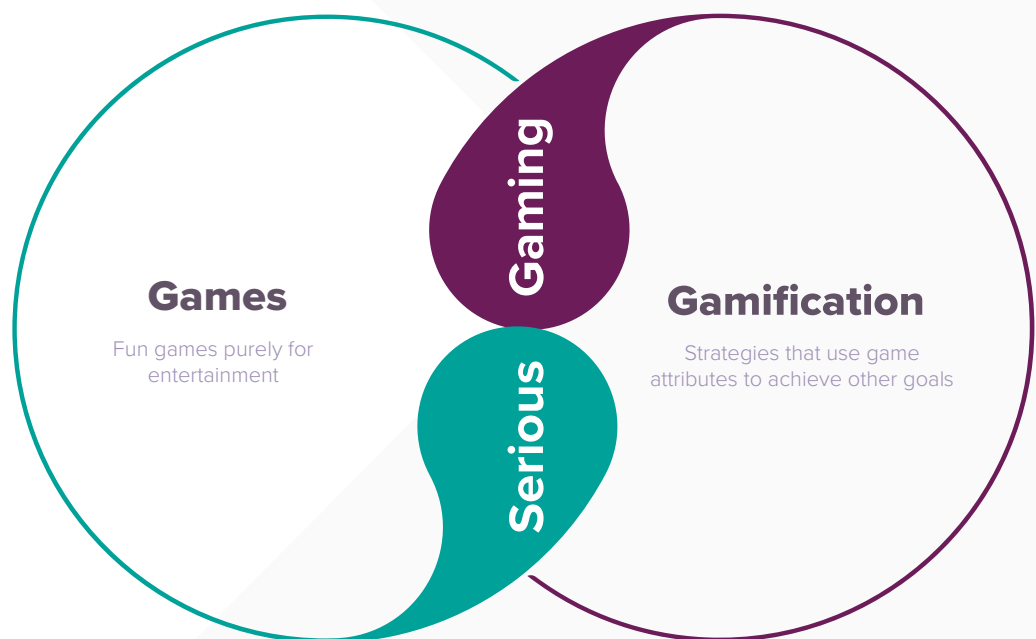 Games
Fun games purely for
entertainment
Serious Gaming
Gamification
Strategies that use game
attributes to achieve other goals